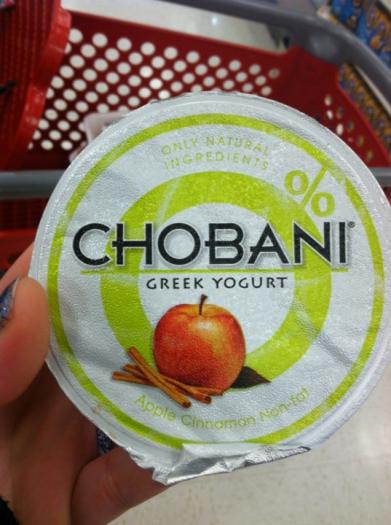 ONLY NATURAL
INGREDIENTS
0%
CHOBANI®
GREEK YOGURT
Apple Cinnamon Non-Fat